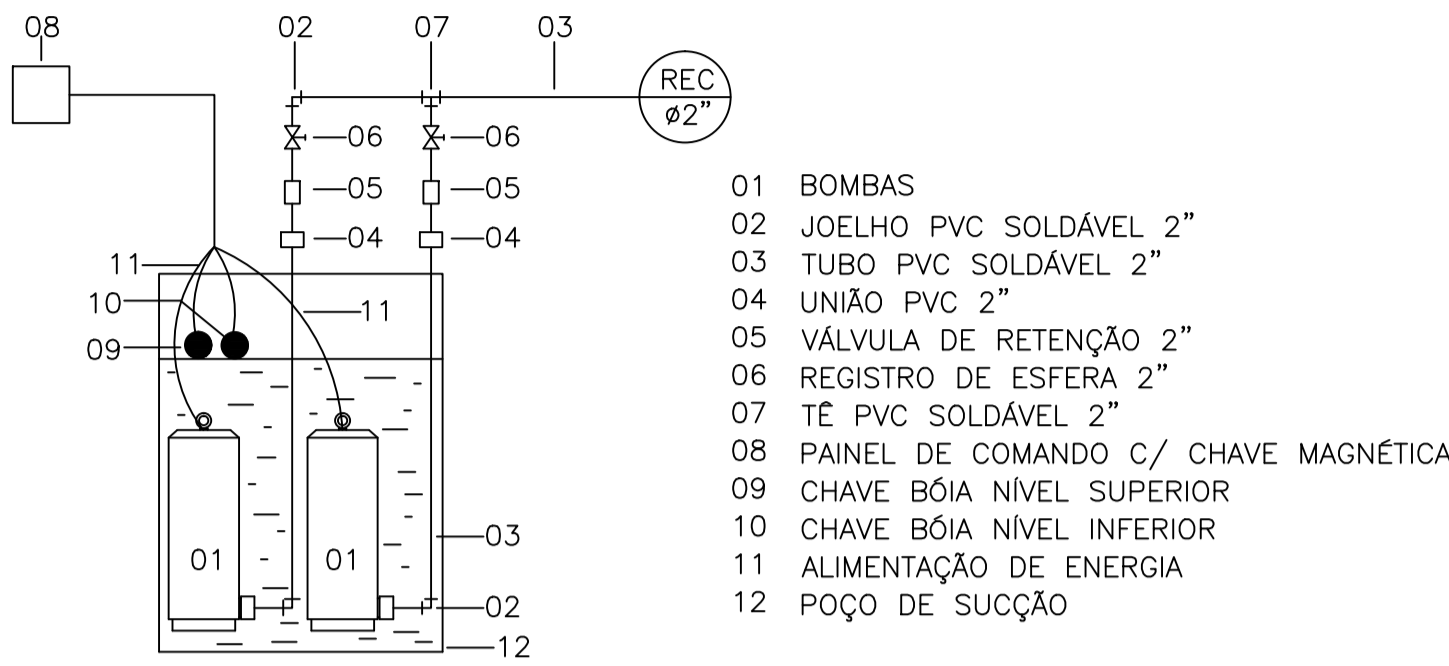 08
02
07
03
REC
ø2”
06
06
05
05
04
04
11
10
11
09
01
01
03
02
12
01 BOMBAS
02 JOELHO PVC SOLDÁVEL 2”
03 TUBO PVC SOLDÁVEL 2”
04 UNIÃO PVC 2”
05 VÁLVULA DE RETENÇÃO 2”
06 REGISTRO DE ESFERA 2”
07 TÊ PVC SOLDÁVEL 2”
08 PAINEL DE COMANDO C/ CHAVE MAGNÉTICA
09 CHAVE BÓIA NÍVEL SUPERIOR
10 CHAVE BÓIA NÍVEL INFERIOR
11 ALIMENTAÇÃO DE ENERGIA
12 POÇO DE SUCÇÃO